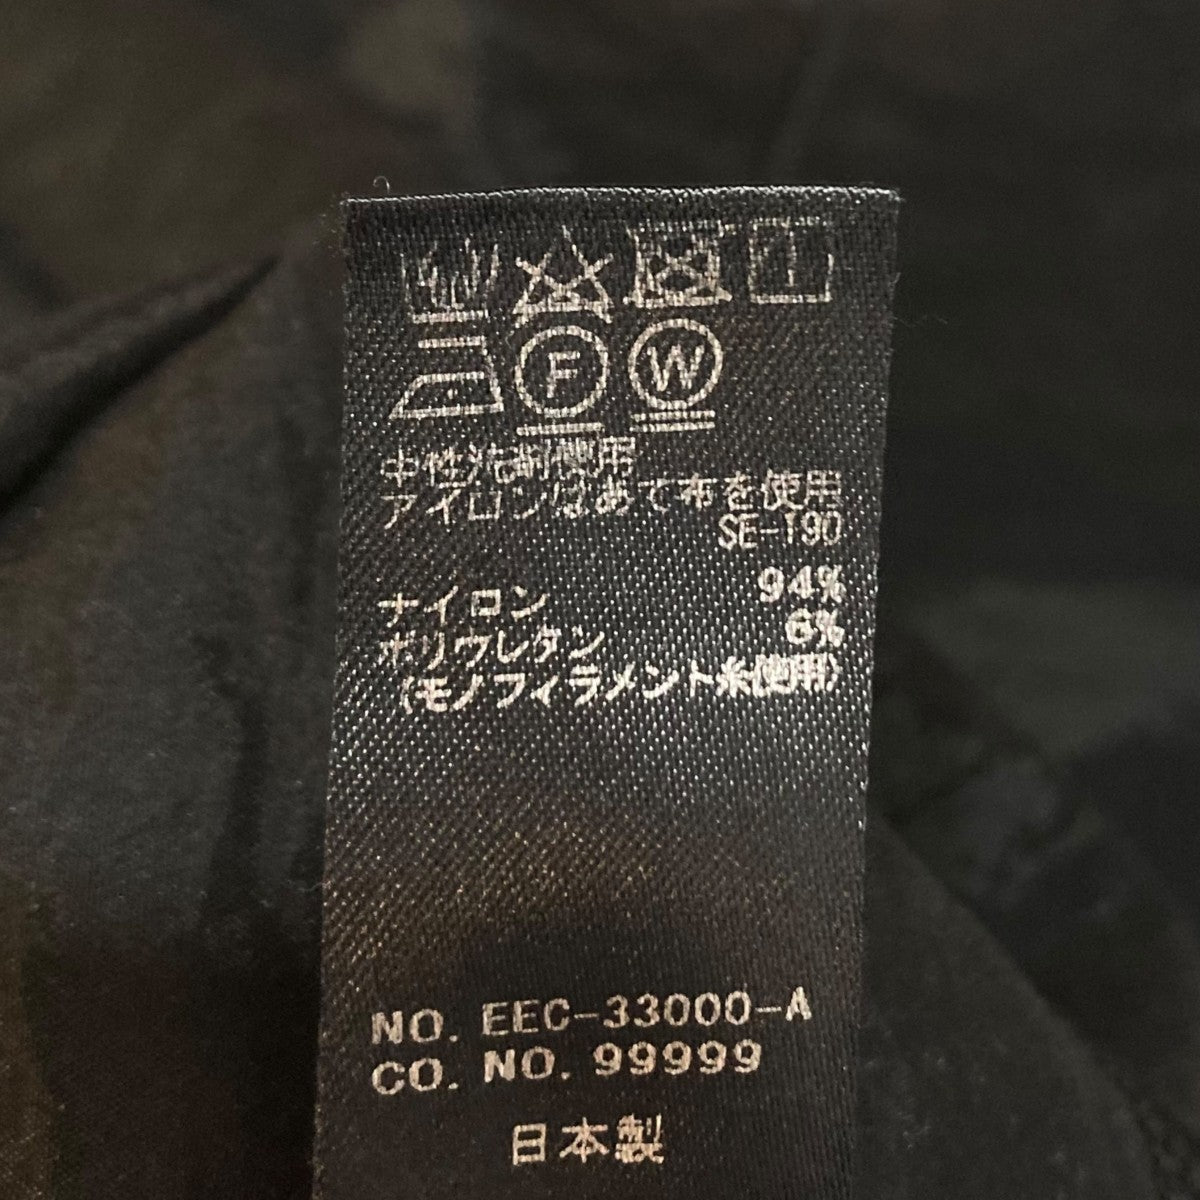 F W
中性洗剤使用
アイロンはあて布を使用
SE-190
ナイロン 94%
ポリウレタン 6%
(モノフィラメント糸使用)
NO. EEC-33000-A
CO. NO. 99999
日本製